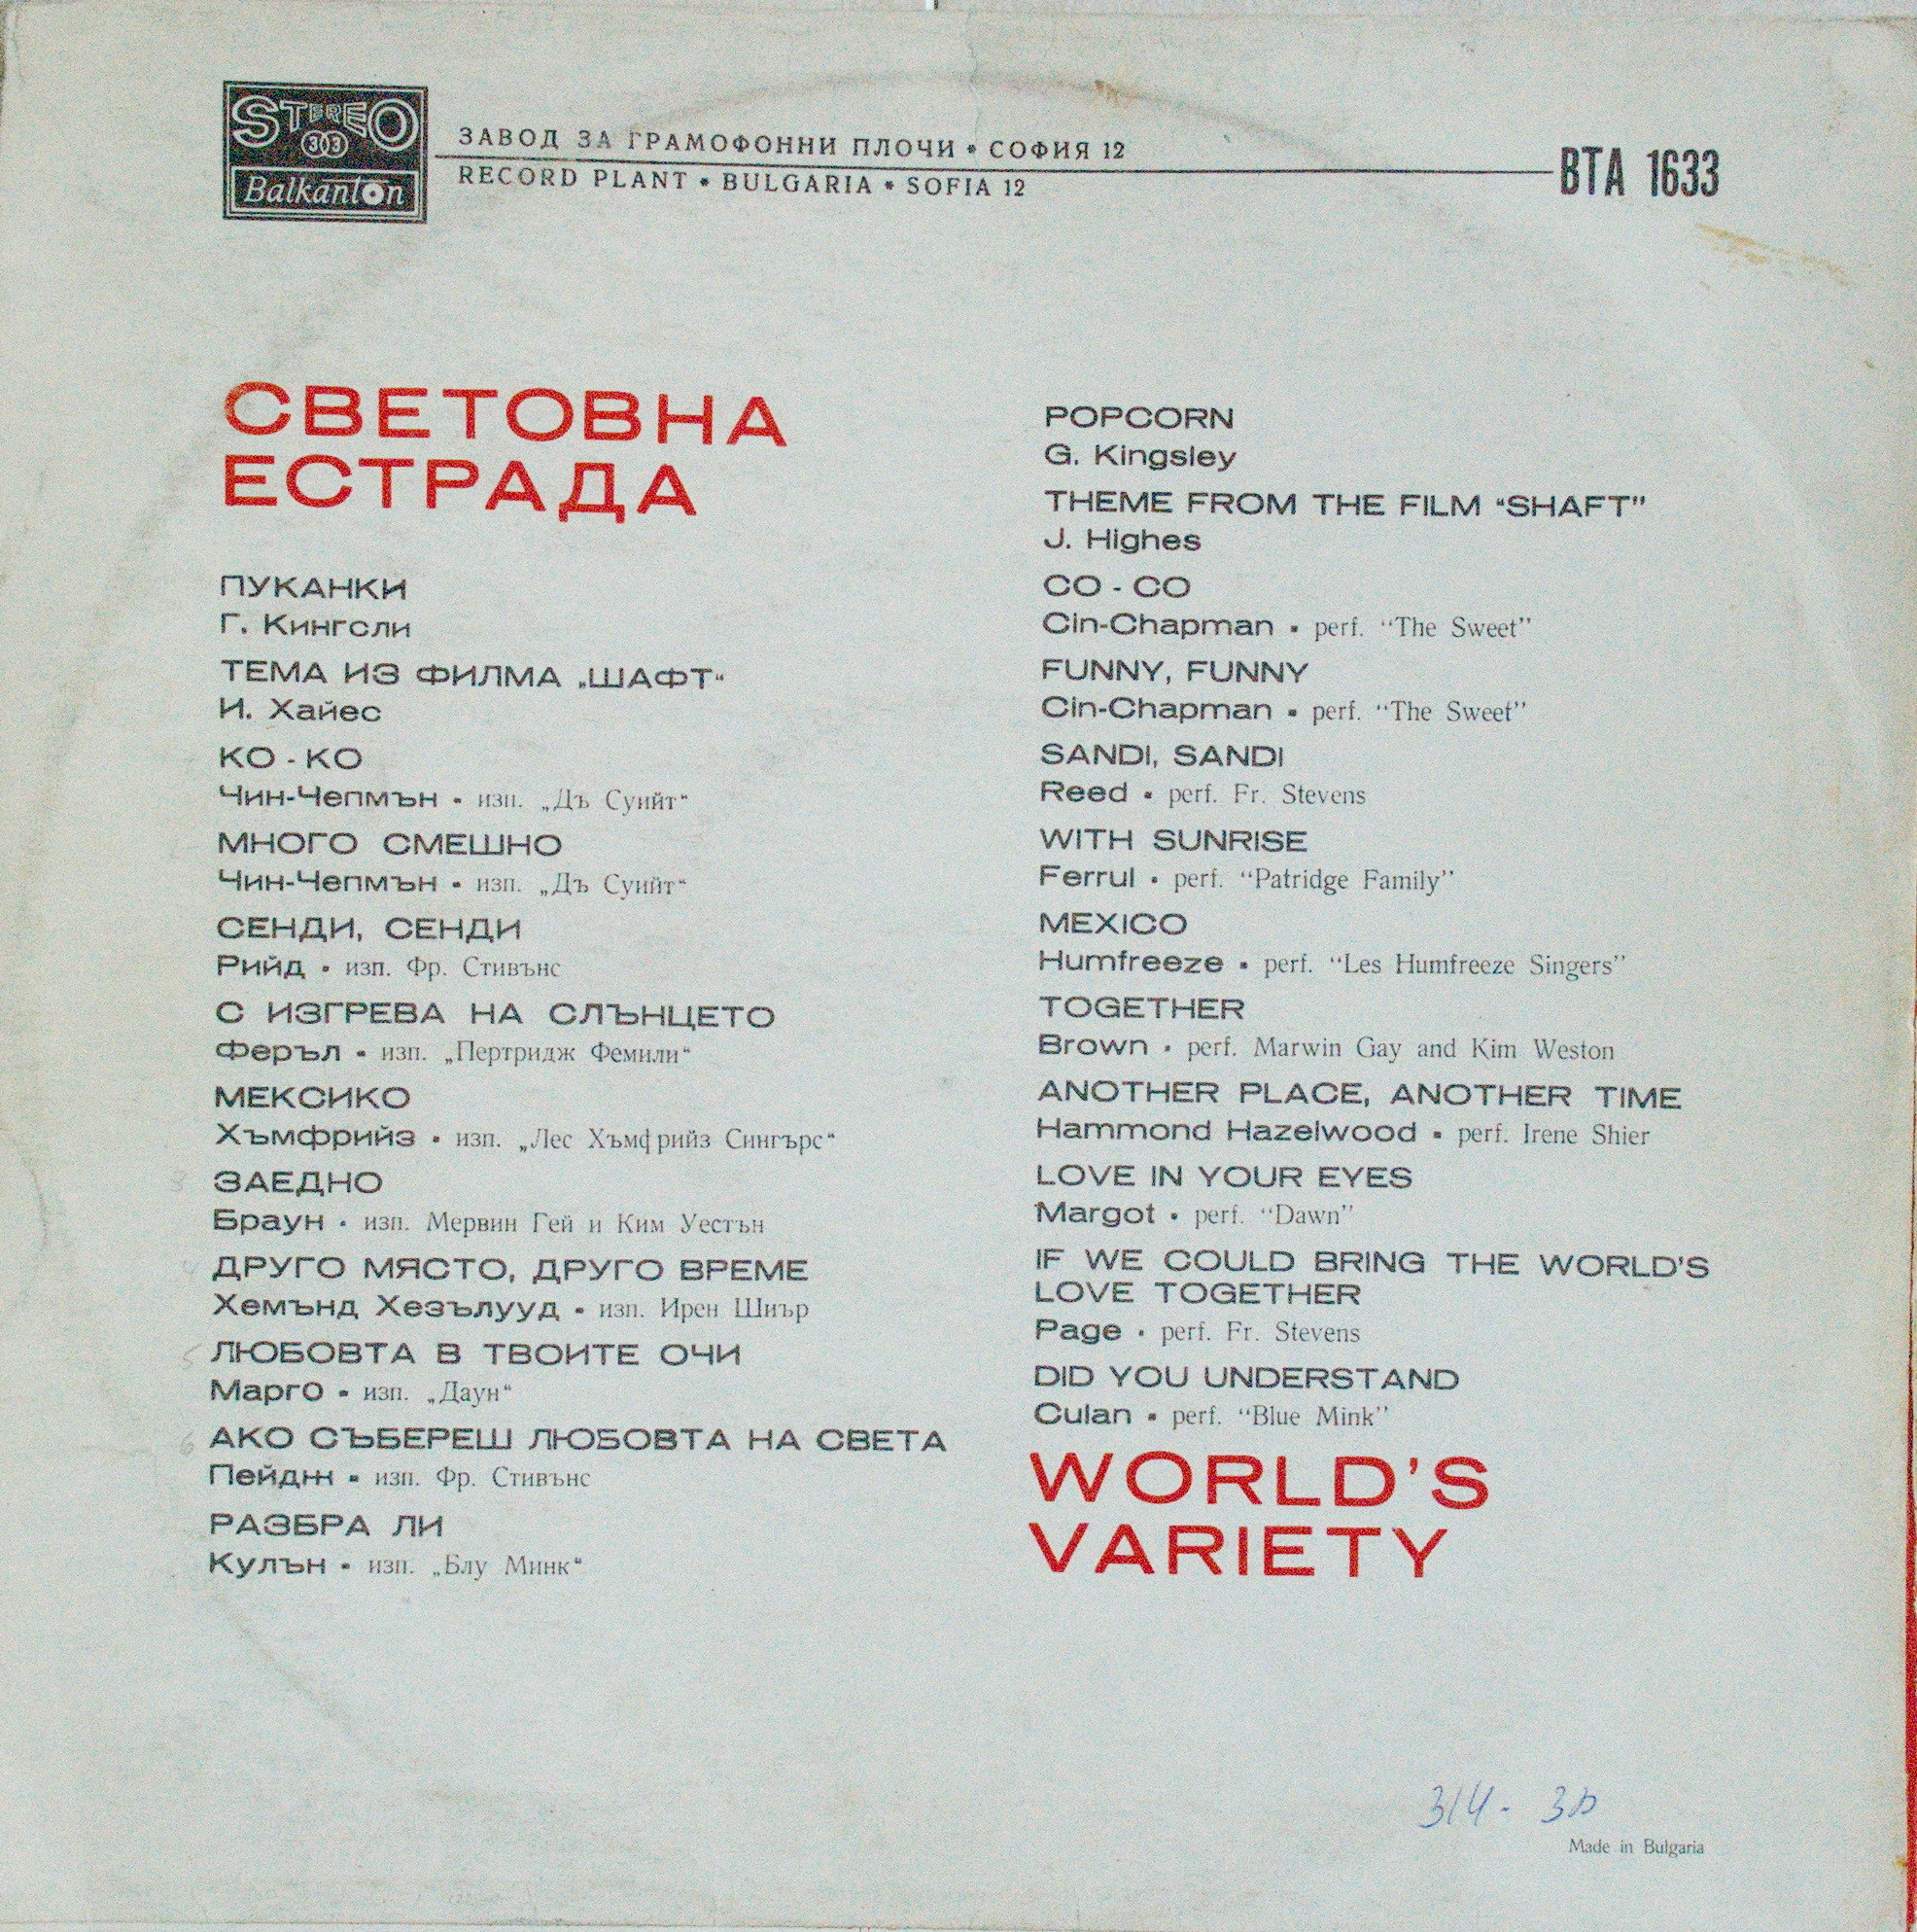 STEREO
33
Balkanton
ЗАВОД ЗА ГРАМОФОННИ ПЛОЧИ • СОФИЯ 12
RECORD PLANT • BULGARIA • SOFIA 12
ВТА 1633
СВЕТОВНА
ЕСТРАДА
ПУКАНКИ
Г. Кингсли
ТЕМА ИЗ ФИЛМА „ШАФТ“
И. Хайес
КО - КО
Чин-Чепмън • изп. „Дъ Суийт“
МНОГО СМЕШНО
Чин-Чепмън • изп. „Дъ Суийт“
СЕНДИ, СЕНДИ
Рийд • изп. Фр. Стивънс
С ИЗГРЕВА НА СЛЪНЦЕТО
Феръл • изп. „Пертридж Фемили“
МЕКСИКО
Хъмфрийз • изп. „Лес Хъмфрийз Сингърс“
ЗАЕДНО
Браун • изп. Мервин Гей и Ким Уестън
ДРУГО МЯСТО, ДРУГО ВРЕМЕ
Хемънд Хезълууд • изп. Ирен Шиър
ЛЮБОВТА В ТВОИТЕ ОЧИ
Марго • изп. „Даун“
АКО СЪБЕРЕШ ЛЮБОВТА НА СВЕТА
Пейдж • изп. Фр. Стивънс
РАЗБРА ЛИ
Кулън • изп. „Блу Минк“
POPCORN
G. Kingsley
THEME FROM THE FILM “SHAFT”
J. Highes
CO - CO
Cin-Chapman • perf. “The Sweet”
FUNNY, FUNNY
Cin-Chapman • perf. “The Sweet”
SANDI, SANDI
Reed • perf. Fr. Stevens
WITH SUNRISE
Ferrul • perf. “Patridge Family”
MEXICO
Humfreeze • perf. “Les Humfreeze Singers”
TOGETHER
Brown • perf. Marwin Gay and Kim Weston
ANOTHER PLACE, ANOTHER TIME
Hammond Hazelwood • perf. Irene Shier
LOVE IN YOUR EYES
Margot • perf. “Dawn”
IF WE COULD BRING THE WORLD'S
LOVE TOGETHER
Page • perf. Fr. Stevens
DID YOU UNDERSTAND
Culan • perf. “Blue Mink”
WORLD'S
VARIETY
314-
Made in Bulgaria